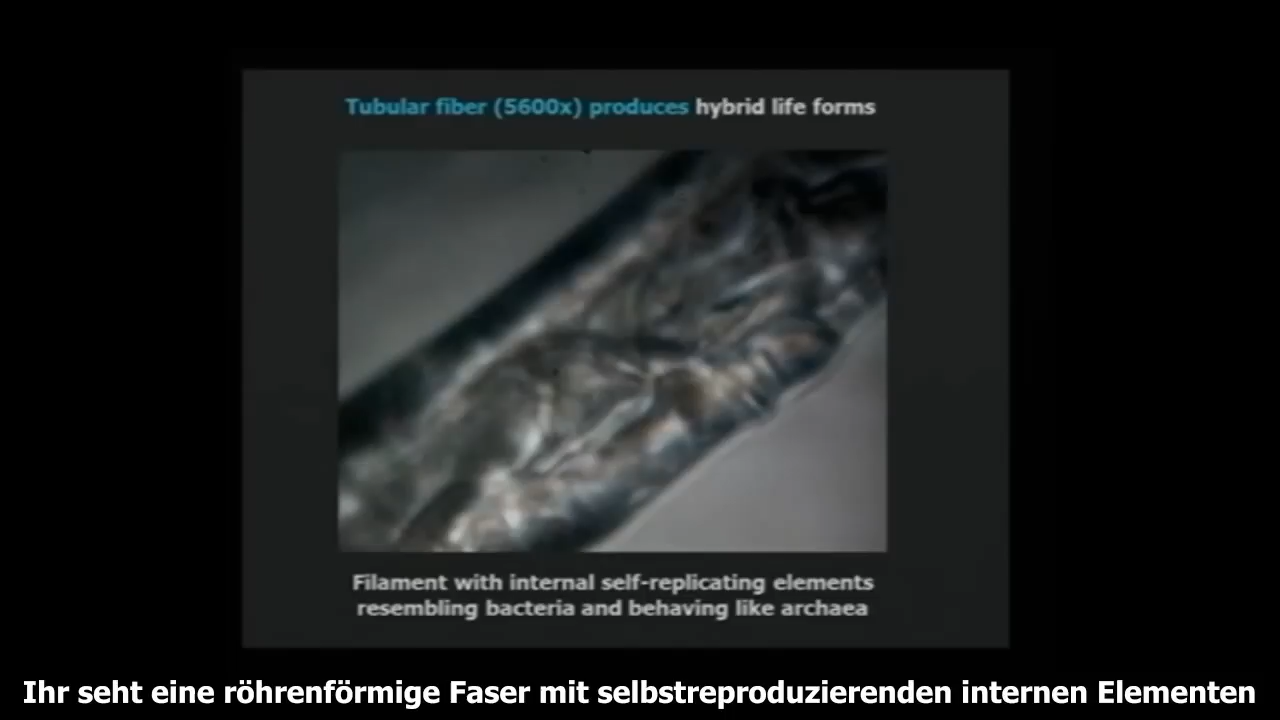 Tubular fiber (5600x) produces hybrid life forms
Filament with internal self-replicating elements
resembling bacteria and behaving like archaea
Ihr seht eine röhrenförmige Faser mit selbstreproduzierenden internen Elementen